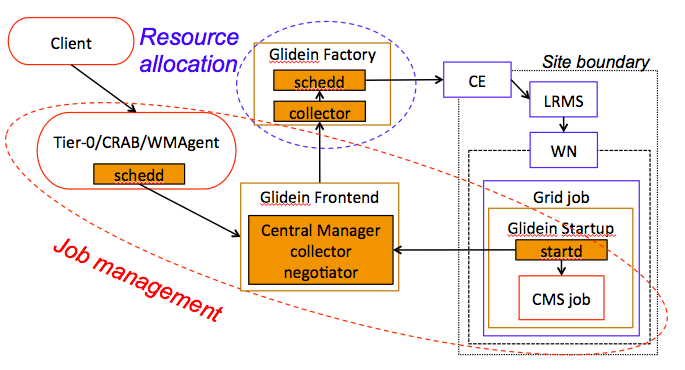 Client
Resource
allocation
Glidein Factory
schedd
collector
Site boundary
CE
LRMS
WN
Tier-0/CRAB/WMAgent
schedd
Glidein Frontend
Central Manager
collector
negotiator
Grid job
Glidein Startup
startd
CMS job
Job management